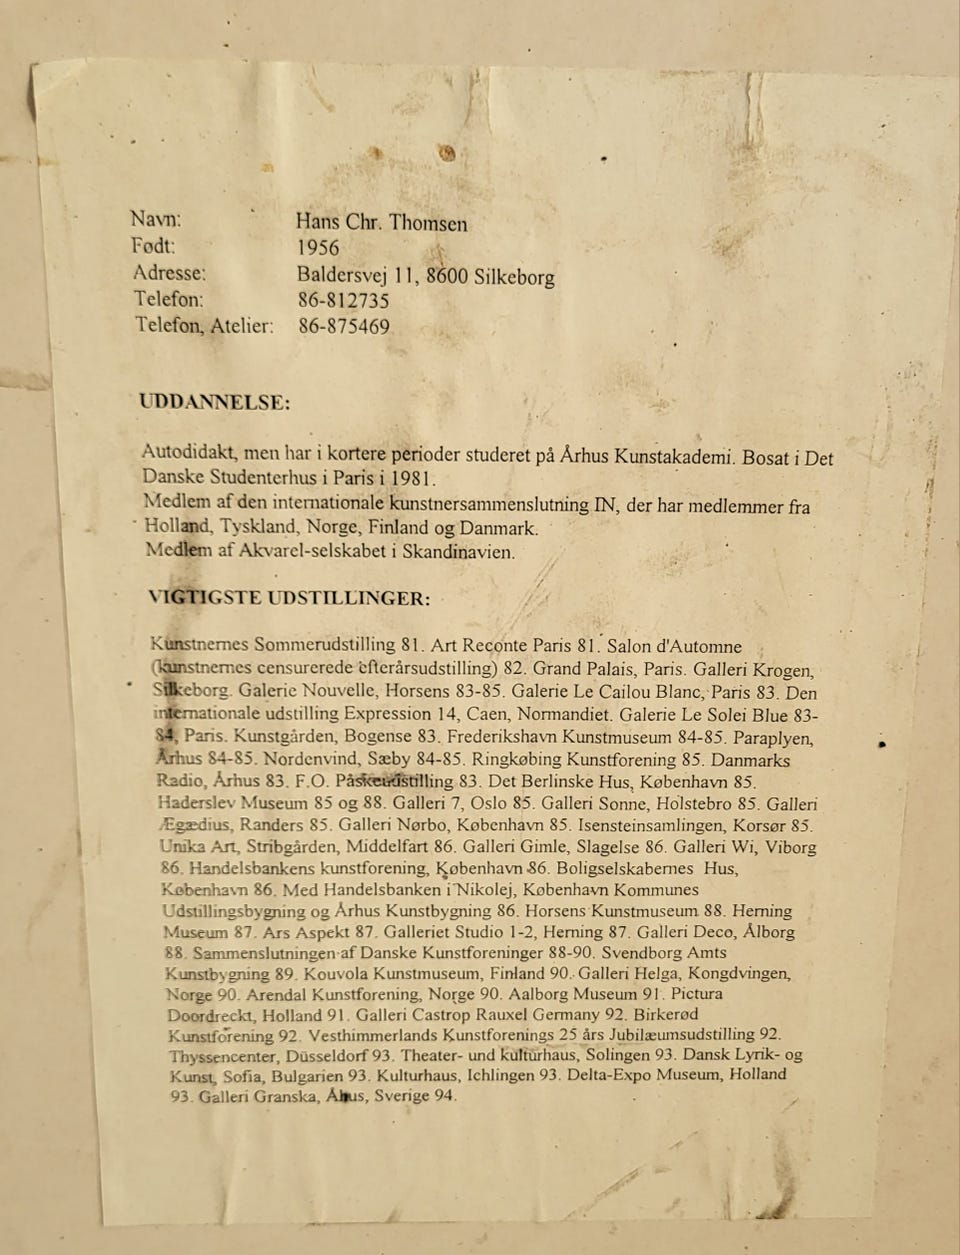 Navn: Hans Chr. Thomsen
Født: 1956
Adresse: Baldersvej 11, 8600 Silkeborg
Telefon: 86-812735
Telefon, Atelier: 86-875469
UDDANNELSE:
Autodidakt, men har i kortere perioder studeret på Århus Kunstakademi. Bosat i Det
Danske Studenterhus i Paris i 1981.
Medlem af den internationale kunstnersammenslutning IN, der har medlemmer fra
Holland, Tyskland, Norge, Finland og Danmark.
Medlem af Akvarel-selskabet i Skandinavien.
VIGTIGSTE UDSTILLINGER:
Kunstnernes Sommerudstilling 81. Art Reconte Paris 81. Salon d'Automne
(kunstnernes censurerede efterårsudstilling) 82. Grand Palais, Paris. Galleri Krogen,
Silkeborg. Galerie Nouvelle, Horsens 83-85. Galerie Le Cailou Blanc, Paris 83. Den
internationale udstilling Expression 14, Caen, Normandiet. Galerie Le Solei Blue 83-
84, Paris. Kunstgården, Bogense 83. Frederikshavn Kunstmuseum 84-85. Paraplyen,
Århus 84-85. Nordenvind, Sæby 84-85. Ringkøbing Kunstforening 85. Danmarks
Radio, Århus 83. F.O. Påskeudstilling 83. Det Berlinske Hus, København 85.
Haderslev Museum 85 og 88. Galleri 7, Oslo 85. Galleri Sonne, Holstebro 85. Galleri
Ægædius, Randers 85. Galleri Nørbo, København 85. Isensteinsamlingen, Korsør 85.
Unika Art, Stribgården, Middelfart 86. Galleri Gimle, Slagelse 86. Galleri Wi, Viborg
86. Handelsbankens kunstforening, København 86. Boligselskabernes Hus,
København 86. Med Handelsbanken i Nikolej, København Kommunes
Udstillingsbygning og Århus Kunstbygning 86. Horsens Kunstmuseum 88. Herning
Museum 87. Ars Aspekt 87. Galleriet Studio 1-2, Herning 87. Galleri Deco, Ålborg
88. Sammenslutningen af Danske Kunstforeninger 88-90. Svendborg Amts
Kunstbygning 89. Kouvola Kunstmuseum, Finland 90. Galleri Helga, Kongdvingen,
Norge 90. Arendal Kunstforening, Norge 90. Aalborg Museum 91. Pictura
Doordreckt, Holland 91. Galleri Castrop Rauxel Germany 92. Birkerød
Kunstforening 92. Vesthimmerlands Kunstforenings 25 års Jubilæumsudstilling 92.
Thyssencenter, Düsseldorf 93. Theater- und kulturhaus, Solingen 93. Dansk Lyrik- og
Kunst, Sofia, Bulgarien 93. Kulturhaus, Ichlingen 93. Delta-Expo Museum, Holland
93. Galleri Granska, Sverige 94.